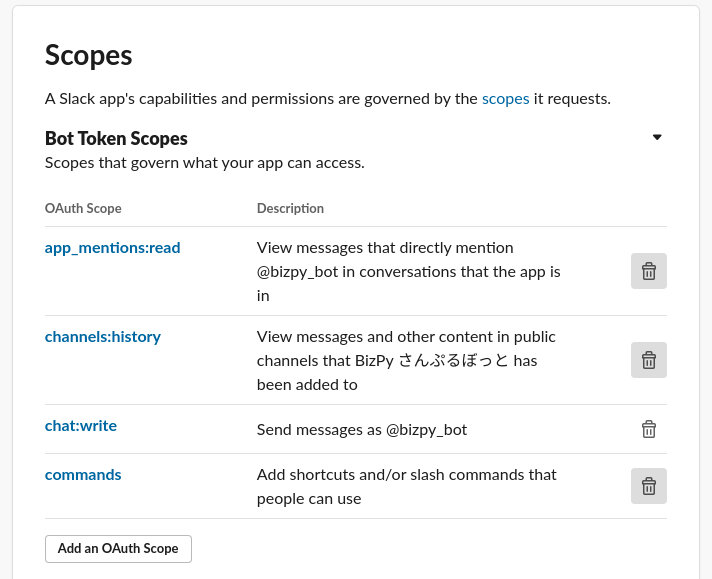 Scopes
A Slack app's capabilities and permissions are governed by the scopes it requests.
Bot Token Scopes
Scopes that govern what your app can access.
OAuth Scope Description
app_mentions:read View messages that directly mention
@bizpy_bot in conversations that the app is
in
channels:history View messages and other content in public
channels that BizPy さんぷるぼっと has
been added to
chat:write Send messages as @bizpy_bot
commands Add shortcuts and/or slash commands that
people can use
Add an OAuth Scope